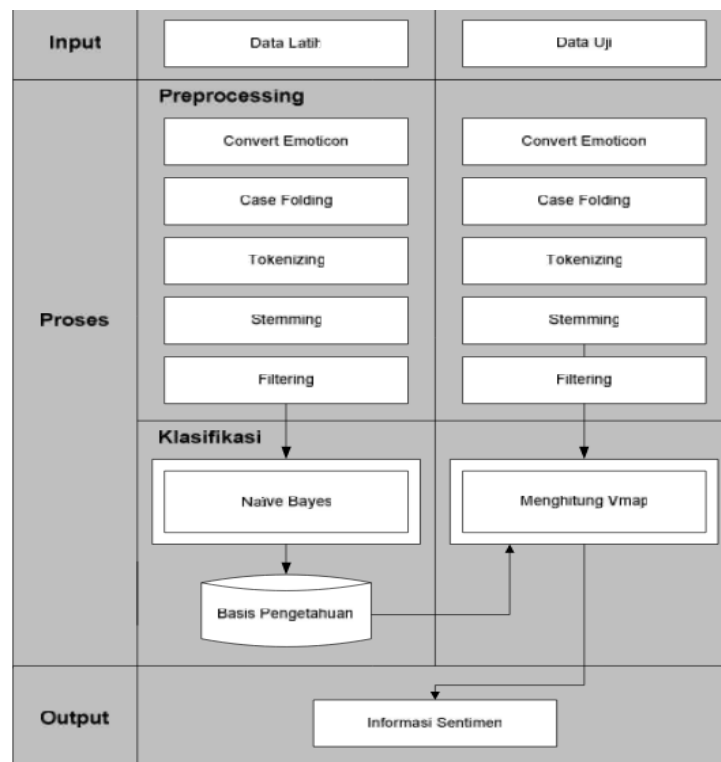 Input
Data Latih
Data Uji
Proses
Preprocessing
Convert Emoticon
Convert Emoticon
Case Folding
Case Folding
Tokenizing
Tokenizing
Stemming
Stemming
Filtering
Filtering
Klasifikasi
Naïve Bayes
Menghitung Vmap
Basis Pengetahuan
Output
Informasi Sentimen